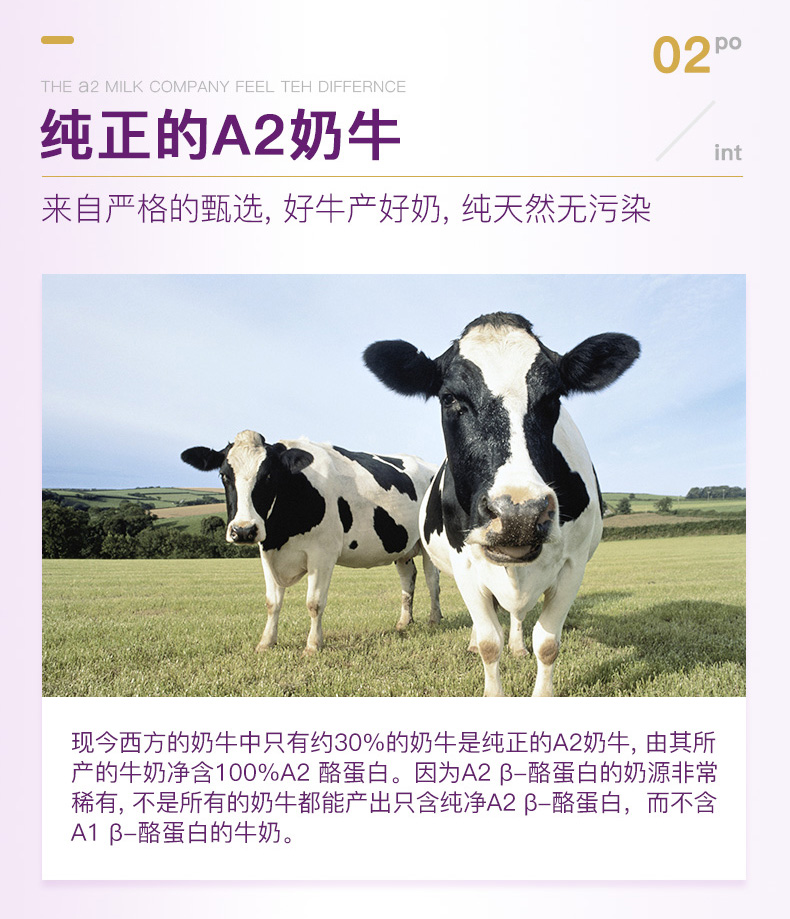 02 po
int
THE a2 MILK COMPANY FEEL TEH DIFFERNCE
纯正的A2奶牛
来自严格的甄选, 好牛产好奶, 纯天然无污染
现今西方的奶牛中只有约30%的奶牛是纯正的A2奶牛, 由其所
产的牛奶净含100%A2 酪蛋白。因为A2 β-酪蛋白的奶源非常
稀有, 不是所有的奶牛都能产出只含纯净A2 β-酪蛋白, 而不含
A1 β-酪蛋白的牛奶。